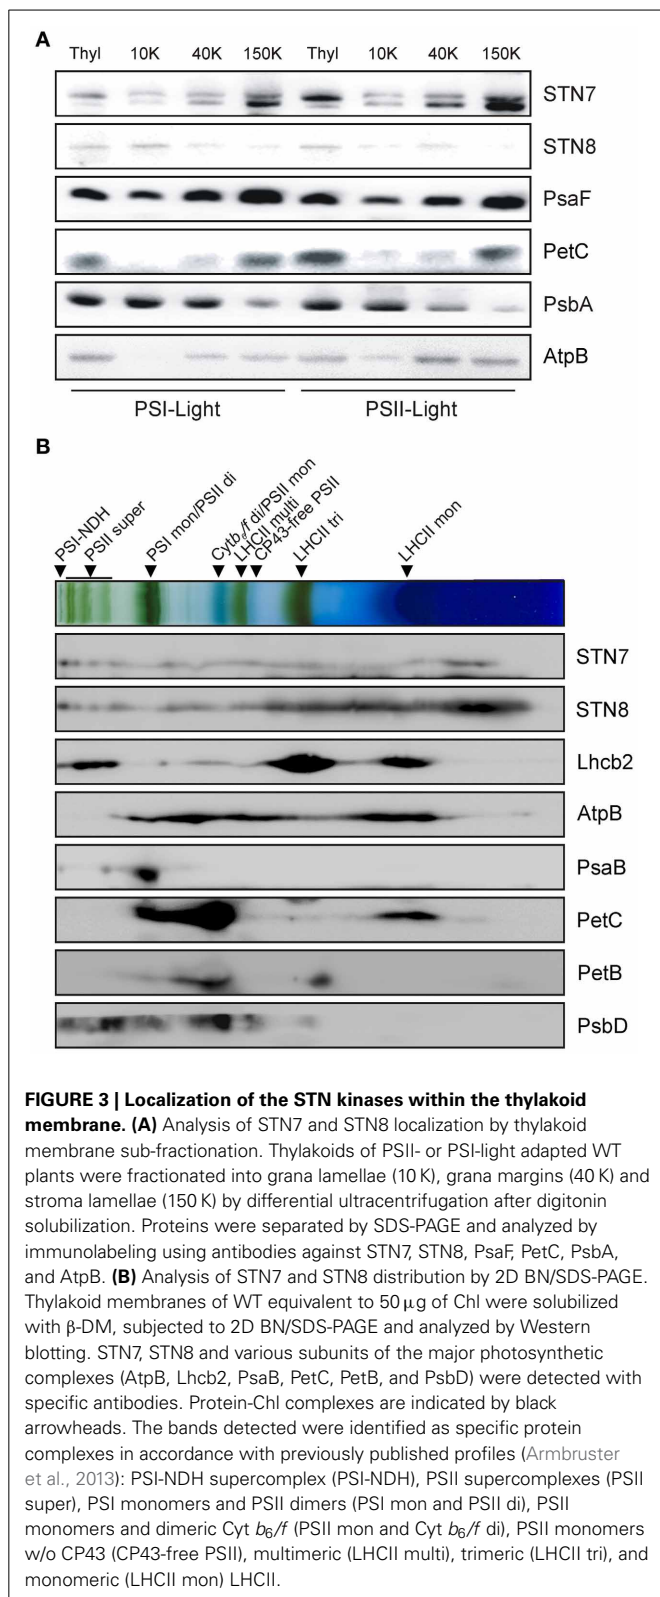 A
Thyl 10K 40K 150K Thyl 10K 40K 150K
STN7
STN8
PsaF
PetC
PsbA
AtpB
PSI-Light PSII-Light
B
PSI-NDH
PSII super
PSI mon/PSII di
Cytb6/f di/PSII mon
LHCII multi
CP43-free PSII
LHCII tri
LHCII mon
STN7
STN8
Lhcb2
AtpB
PsaB
PetC
PetB
PsbD
FIGURE 3 | Localization of the STN kinases within the thylakoid
membrane. (A) Analysis of STN7 and STN8 localization by thylakoid
membrane sub-fractionation. Thylakoids of PSII- or PSI-light adapted WT
plants were fractionated into grana lamellae (10 K), grana margins (40 K) and
stroma lamellae (150 K) by differential ultracentrifugation after digitonin
solubilization. Proteins were separated by SDS-PAGE and analyzed by
immunolabeling using antibodies against STN7, STN8, PsaF, PetC, PsbA,
and AtpB. (B) Analysis of STN7 and STN8 distribution by 2D BN/SDS-PAGE.
Thylakoid membranes of WT equivalent to 50 μg of Chl were solubilized
with β-DM, subjected to 2D BN/SDS-PAGE and analyzed by Western
blotting. STN7, STN8 and various subunits of the major photosynthetic
complexes (AtpB, Lhcb2, PsaB, PetC, PetB, and PsbD) were detected with
specific antibodies. Protein-Chl complexes are indicated by black
arrowheads. The bands detected were identified as specific protein
complexes in accordance with previously published profiles (Armbruster
et al., 2013): PSI-NDH supercomplex (PSI-NDH), PSII supercomplexes (PSII
super), PSI monomers and PSII dimers (PSI mon and PSII di), PSII
monomers and dimeric Cyt b6/f (PSII mon and Cyt b6/f di), PSII monomers
w/o CP43 (CP43-free PSII), multimeric (LHCII multi), trimeric (LHCII tri), and
monomeric (LHCII mon) LHCII.